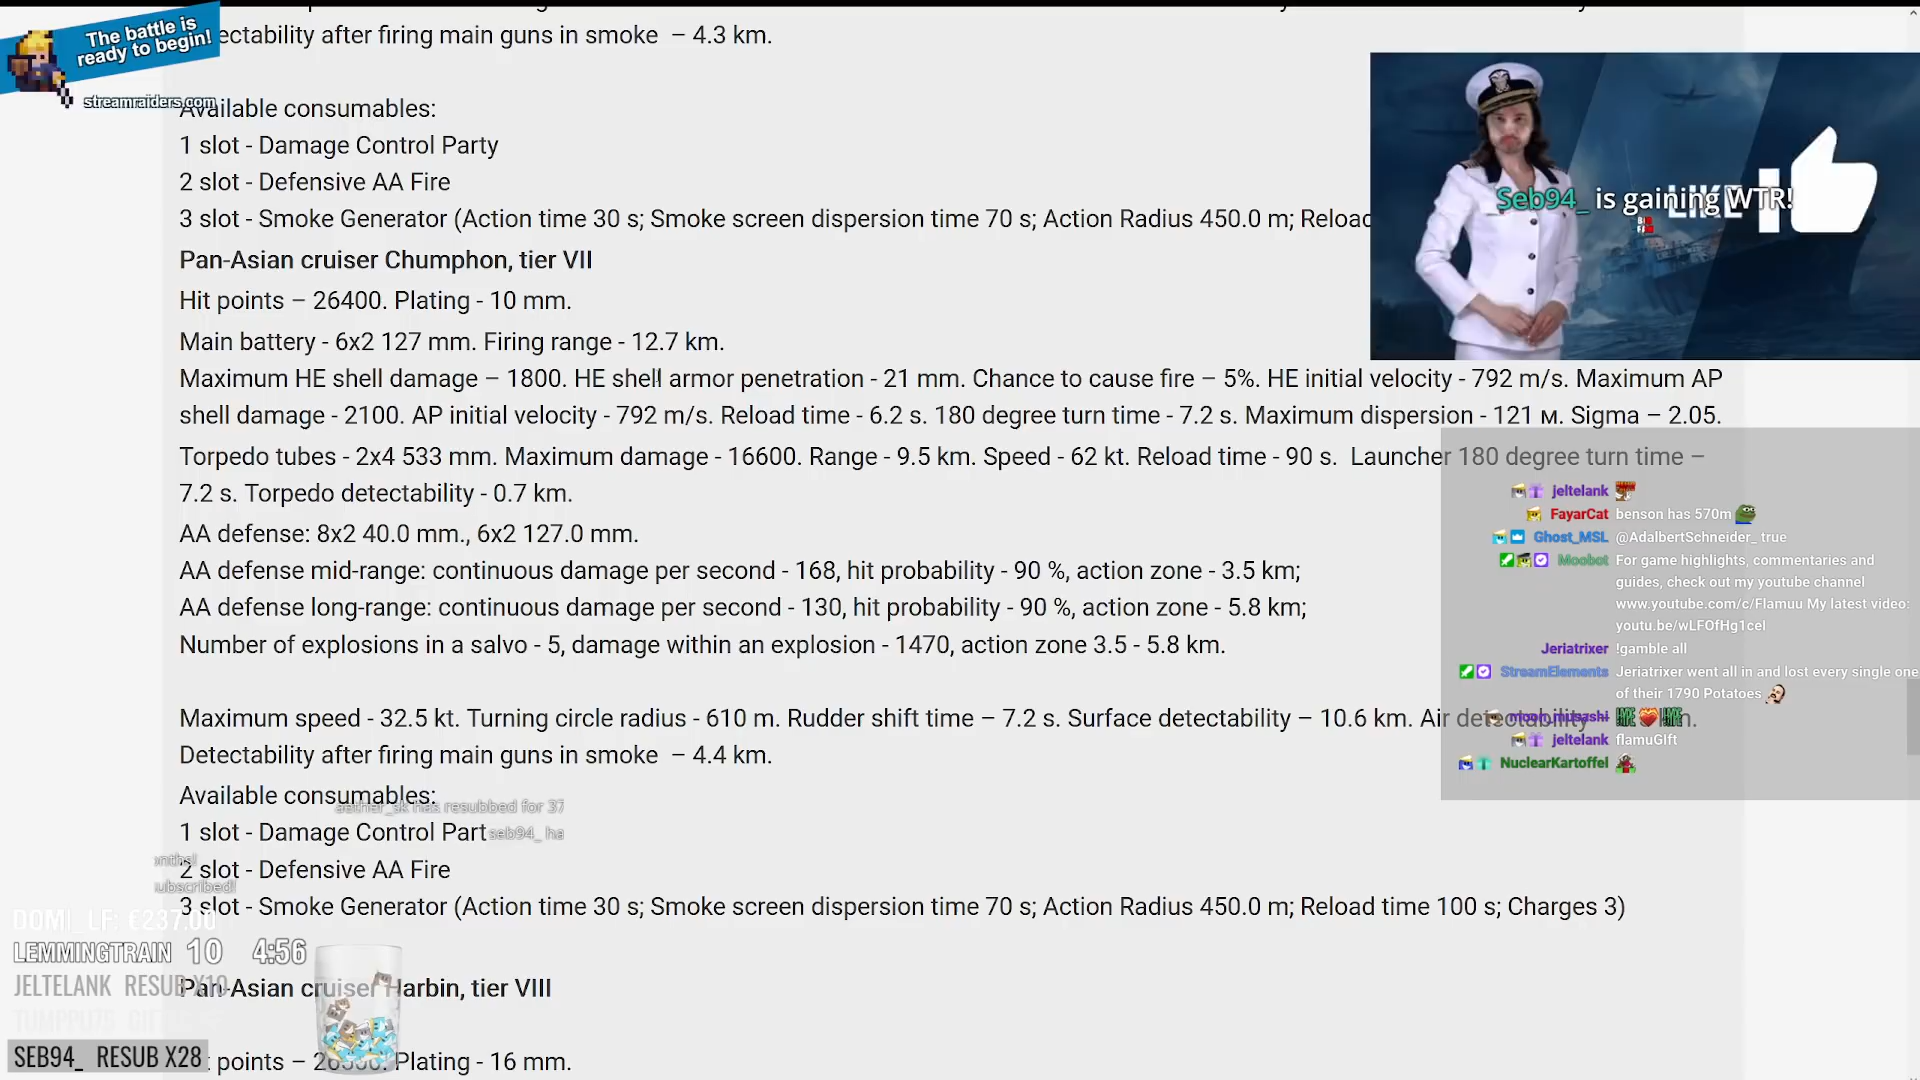 The battle is
ready to begin!
streamraiders.com
ectability after firing main guns in smoke – 4.3 km.
Available consumables:
1 slot - Damage Control Party
2 slot - Defensive AA Fire
3 slot - Smoke Generator (Action time 30 s; Smoke screen dispersion time 70 s; Action Radius 450.0 m; Reload
LIKE
Seb94_ is gaining WTR!
Pan-Asian cruiser Chumphon, tier VII
Hit points – 26400. Plating - 10 mm.
Main battery - 6x2 127 mm. Firing range - 12.7 km.
Maximum HE shell damage – 1800. HE shell armor penetration - 21 mm. Chance to cause fire – 5%. HE initial velocity - 792 m/s. Maximum AP
shell damage - 2100. AP initial velocity - 792 m/s. Reload time - 6.2 s. 180 degree turn time - 7.2 s. Maximum dispersion - 121 м. Sigma – 2.05.
Torpedo tubes - 2x4 533 mm. Maximum damage - 16600. Range - 9.5 km. Speed - 62 kt. Reload time - 90 s. Launcher 180 degree turn time –
7.2 s. Torpedo detectability - 0.7 km.
AA defense: 8x2 40.0 mm., 6x2 127.0 mm.
AA defense mid-range: continuous damage per second - 168, hit probability - 90 %, action zone - 3.5 km;
AA defense long-range: continuous damage per second - 130, hit probability - 90 %, action zone - 5.8 km;
Number of explosions in a salvo - 5, damage within an explosion - 1470, action zone 3.5 - 5.8 km.
Maximum speed - 32.5 kt. Turning circle radius - 610 m. Rudder shift time – 7.2 s. Surface detectability – 10.6 km. Air detectability
Detectability after firing main guns in smoke – 4.4 km.
Available consumables:
1 slot - Damage Control Part
2 slot - Defensive AA Fire
3 slot - Smoke Generator (Action time 30 s; Smoke screen dispersion time 70 s; Action Radius 450.0 m; Reload time 100 s; Charges 3)
Pan-Asian cruiser Harbin, tier VIII
points – Plating - 16 mm.
jeltelank
FayarCat benson has 570m
Ghost_MSL @AdalbertSchneider_ true
Moobot For game highlights, commentaries and
guides, check out my youtube channel
www.youtube.com/c/Flamuu My latest video:
youtu.be/wLFOfHg1ceI
Jeriatrixer !gamble all
StreamElements Jeriatrixer went all in and lost every single one
of their 1790 Potatoes
moon_musashi
jeltelank flamuGIft
NuclearKartoffel
aether_sk has resubbed for 37
seb94_ ha
onths!
ubscribed!
DOMI_LF: €237.00
LEMMINGTRAIN 10 4:56
JELTELANK RESUB X10
SEB94_ RESUB X28